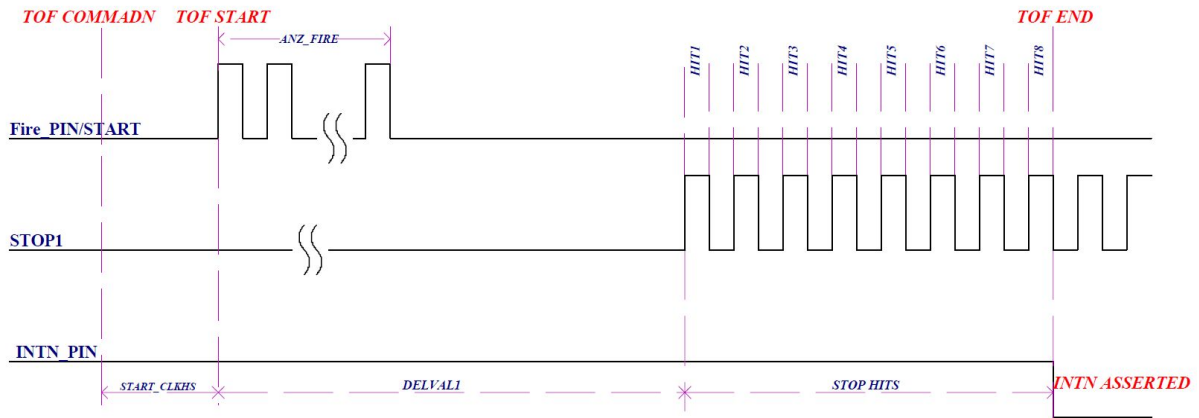 TOF COMMADN
TOF START
TOF END
ANZ_FIRE
HIT1
HIT2
HIT3
HIT4
HIT5
HIT6
HIT7
HIT8
Fire_PIN/START
STOP1
INTN_PIN
START_CLKHS
DELVAL1
STOP HITS
INTN ASSERTED